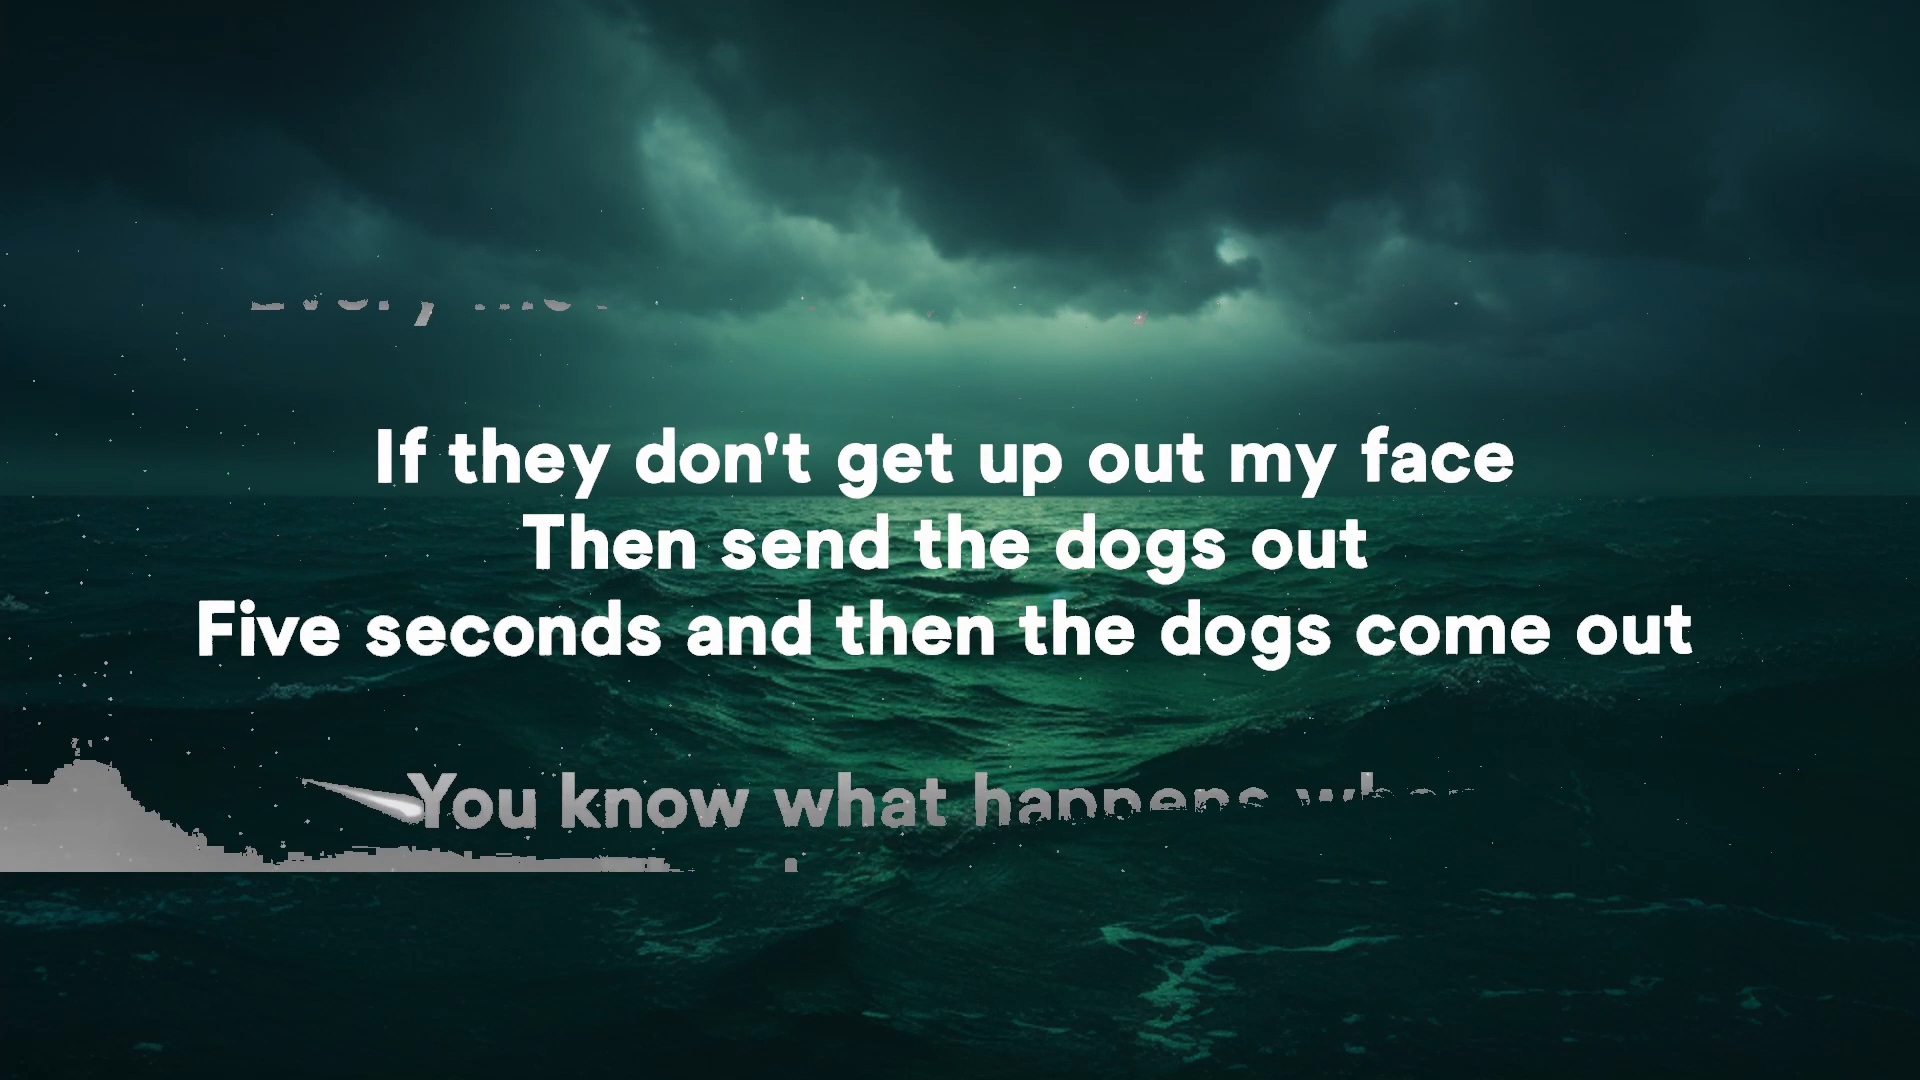 If they don't get up out my face
Then send the dogs out
Five seconds and then the dogs come out
You know what happens